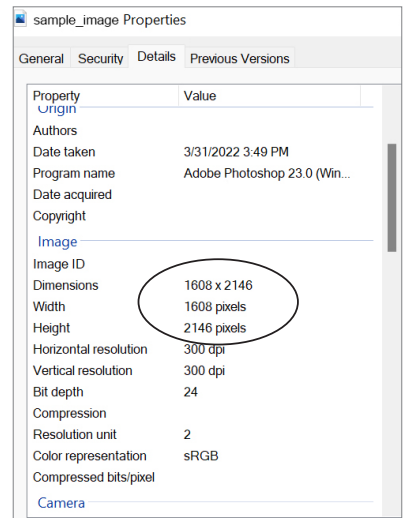 sample_image Properties
General Security Details Previous Versions
Property Value
Origin
Authors
Date taken 3/31/2022 3:49 PM
Program name Adobe Photoshop 23.0 (Win...
Date acquired
Copyright
Image
Image ID
Dimensions 1608 x 2146
Width 1608 pixels
Height 2146 pixels
Horizontal resolution 300 dpi
Vertical resolution 300 dpi
Bit depth 24
Compression
Resolution unit 2
Color representation sRGB
Compressed bits/pixel
Camera